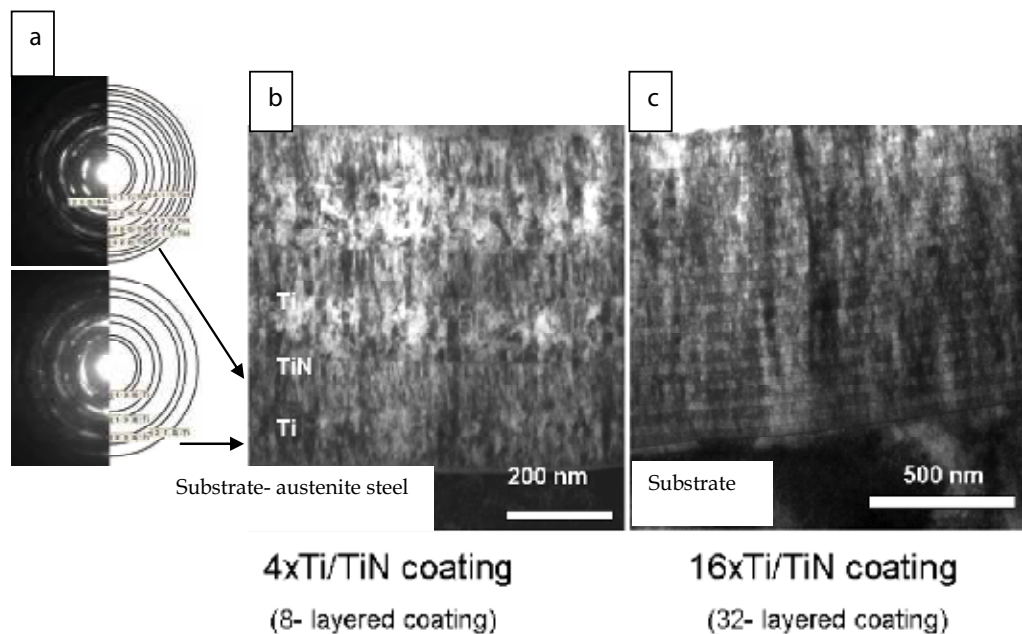 a
b
c
Ti
TiN
Ti
Substrate- austenite steel
200 nm
Substrate
500 nm
4xTi/TiN coating
16xTi/TiN coating
(8- layered coating)
(32- layered coating)